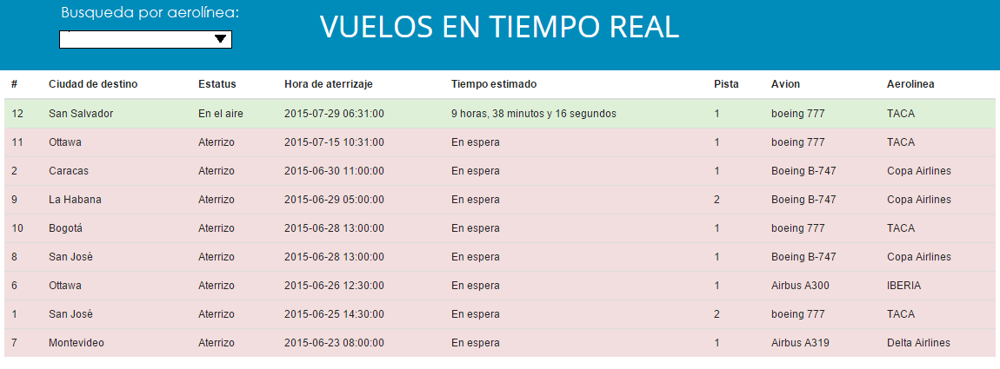 Busqueda por aerolínea:
VUELOS EN TIEMPO REAL
# Ciudad de destino Estatus Hora de aterrizaje Tiempo estimado Pista Avion Aerolinea
12 San Salvador En el aire 2015-07-29 06:31:00 9 horas, 38 minutos y 16 segundos 1 boeing 777 TACA
11 Ottawa Aterrizo 2015-07-15 10:31:00 En espera 1 boeing 777 TACA
2 Caracas Aterrizo 2015-06-30 11:00:00 En espera 1 Boeing B-747 Copa Airlines
9 La Habana Aterrizo 2015-06-29 05:00:00 En espera 2 Boeing B-747 Copa Airlines
10 Bogotá Aterrizo 2015-06-28 13:00:00 En espera 1 boeing 777 TACA
8 San José Aterrizo 2015-06-28 13:00:00 En espera 1 Boeing B-747 Copa Airlines
6 Ottawa Aterrizo 2015-06-26 12:30:00 En espera 1 Airbus A300 IBERIA
1 San José Aterrizo 2015-06-25 14:30:00 En espera 2 boeing 777 TACA
7 Montevideo Aterrizo 2015-06-23 08:00:00 En espera 1 Airbus A319 Delta Airlines